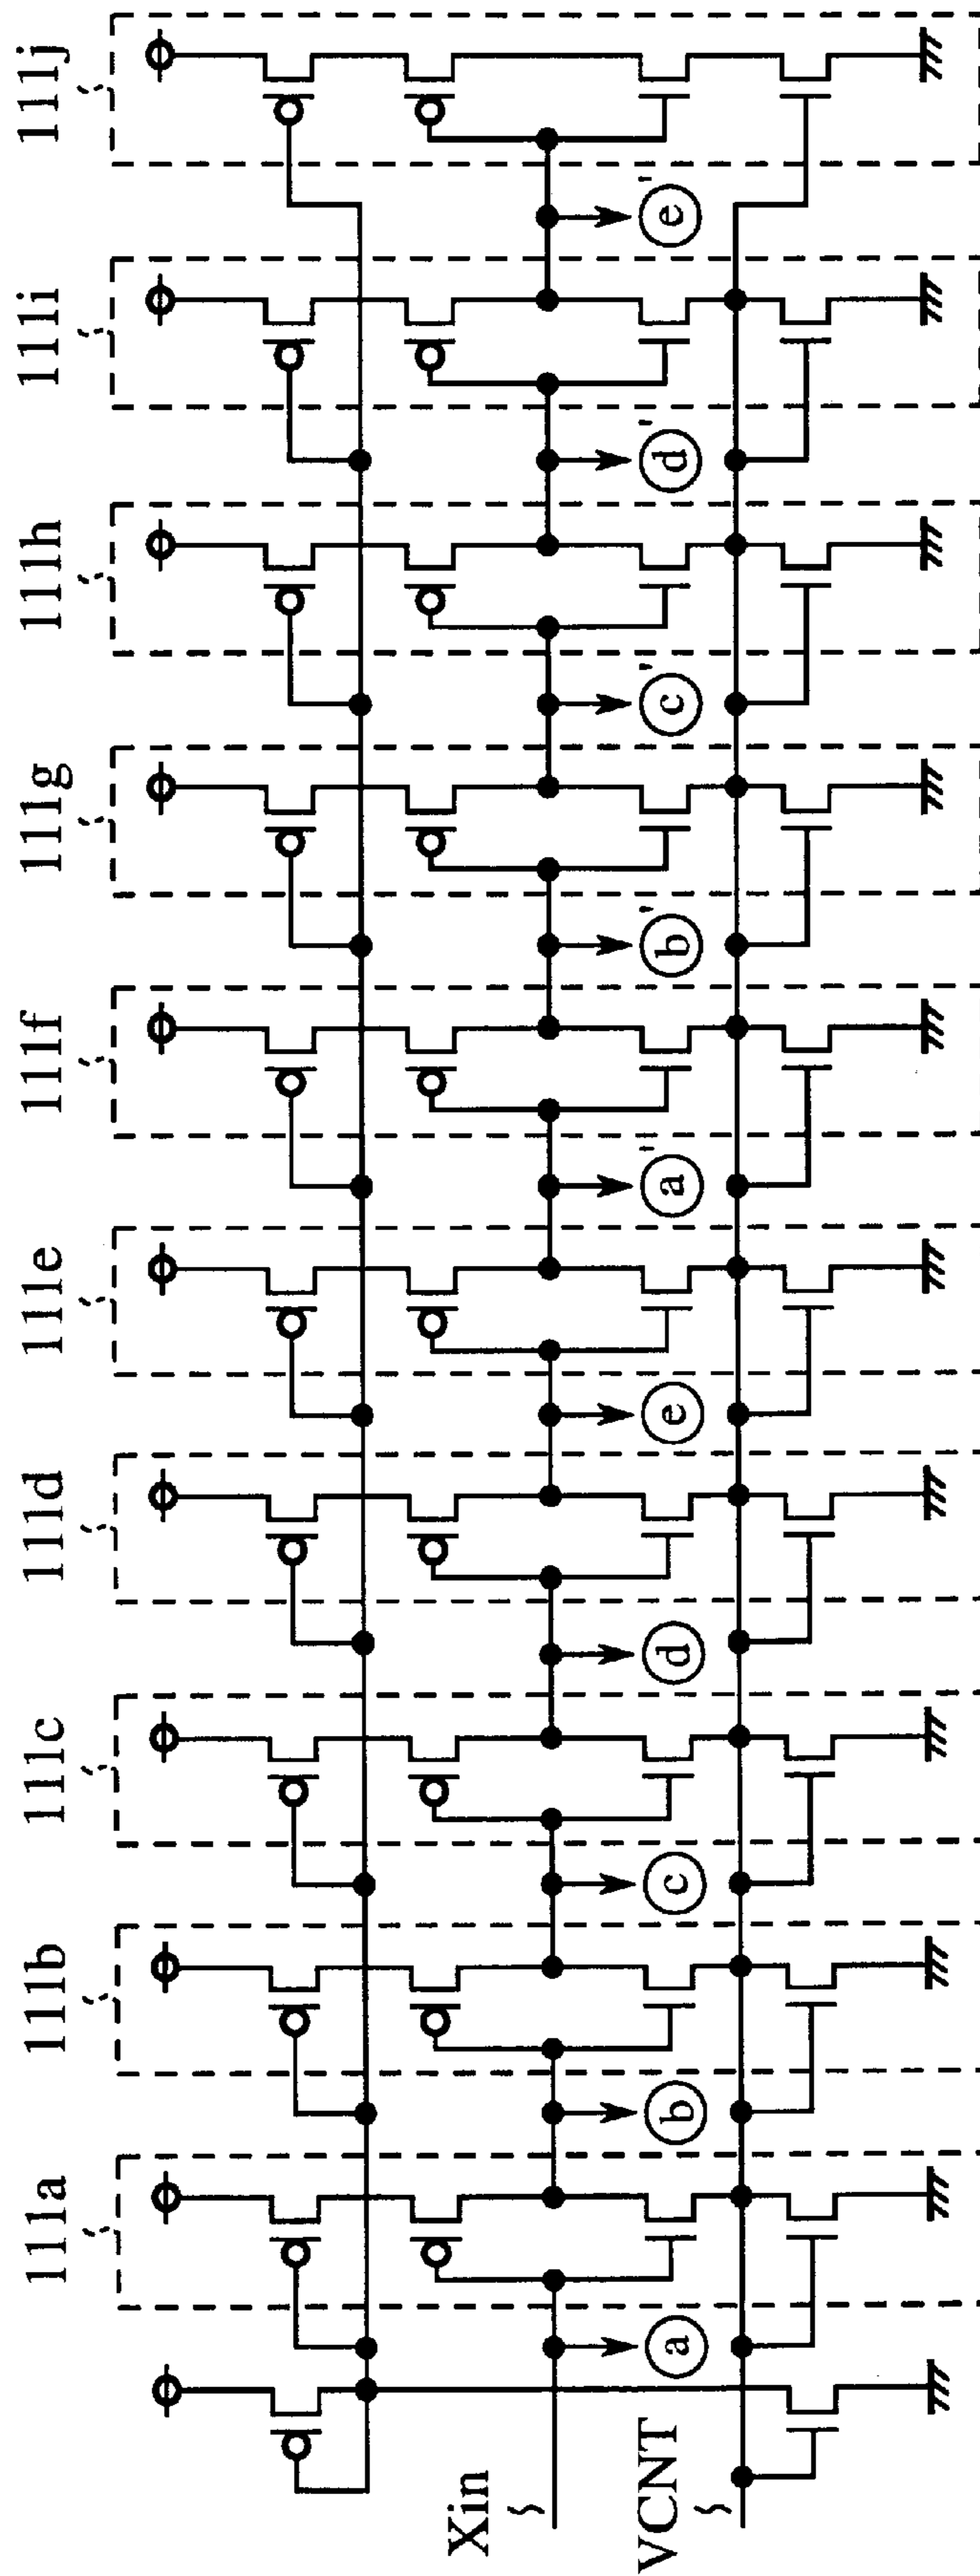 111a
111b
111c
111d
111e
111f
111g
111h
111i
111j
Xin
VCNT
a
b
c
d
e
a'
b'
c'
d'
e'